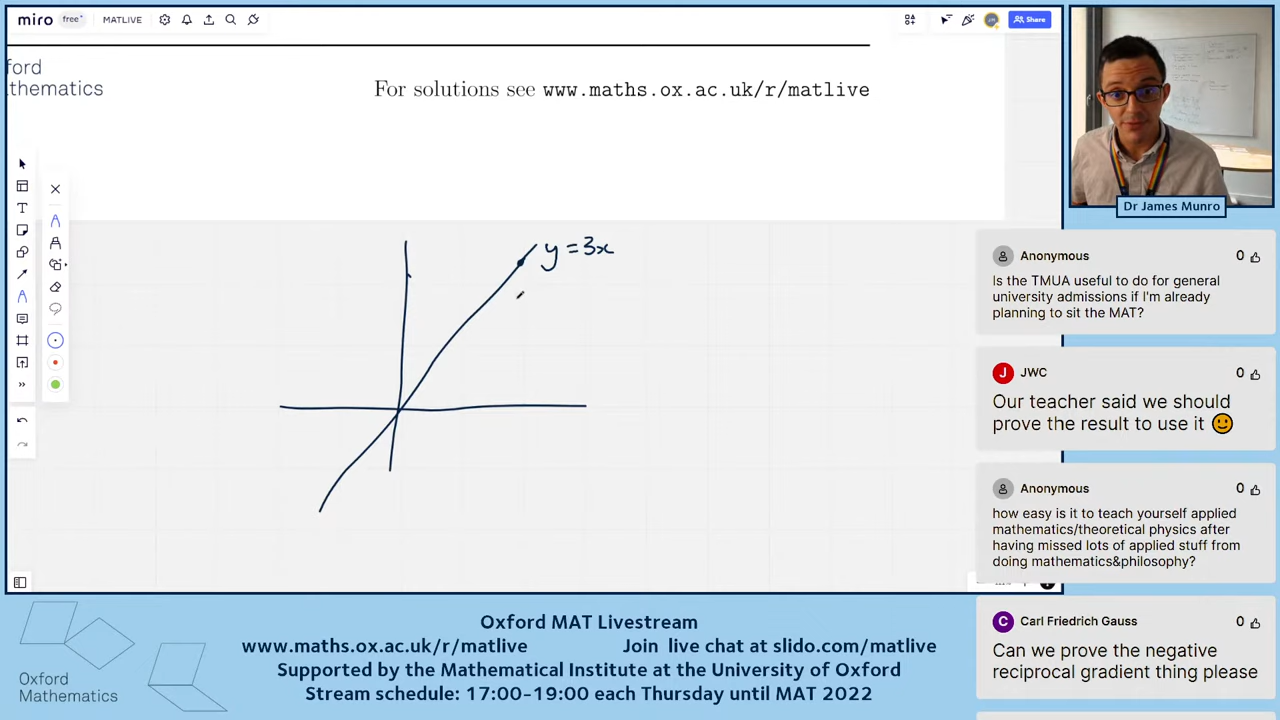 miro free MATLIVE Share
ford
thematics
For solutions see www.maths.ox.ac.uk/r/matlive
y = 3x
Dr James Munro
Anonymous 0
Is the TMUA useful to do for general
university admissions if I'm already
planning to sit the MAT?
JWC 0
J
Our teacher said we should
prove the result to use it
Anonymous 0
how easy is it to teach yourself applied
mathematics/theoretical physics after
having missed lots of applied stuff from
doing mathematics&philosophy?
C
Carl Friedrich Gauss 0
Can we prove the negative
reciprocal gradient thing please
Oxford
Mathematics
Oxford MAT Livestream
www.maths.ox.ac.uk/r/matlive Join live chat at slido.com/matlive
Supported by the Mathematical Institute at the University of Oxford
Stream schedule: 17:00-19:00 each Thursday until MAT 2022